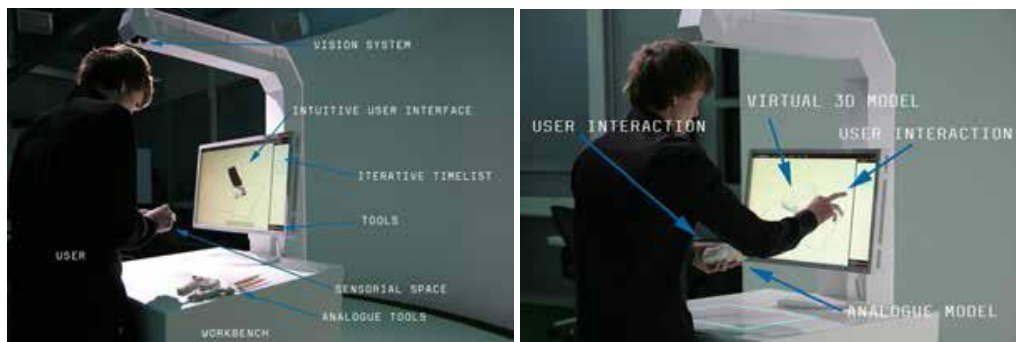 VISION SYSTEM
INTUITIVE USER INTERFACE
ITERATIVE TIMELIST
TOOLS
USER
SENSORIAL SPACE
ANALOGUE TOOLS
WORKBENCH
VIRTUAL 3D MODEL
USER INTERACTION
USER INTERACTION
ANALOGUE MODEL